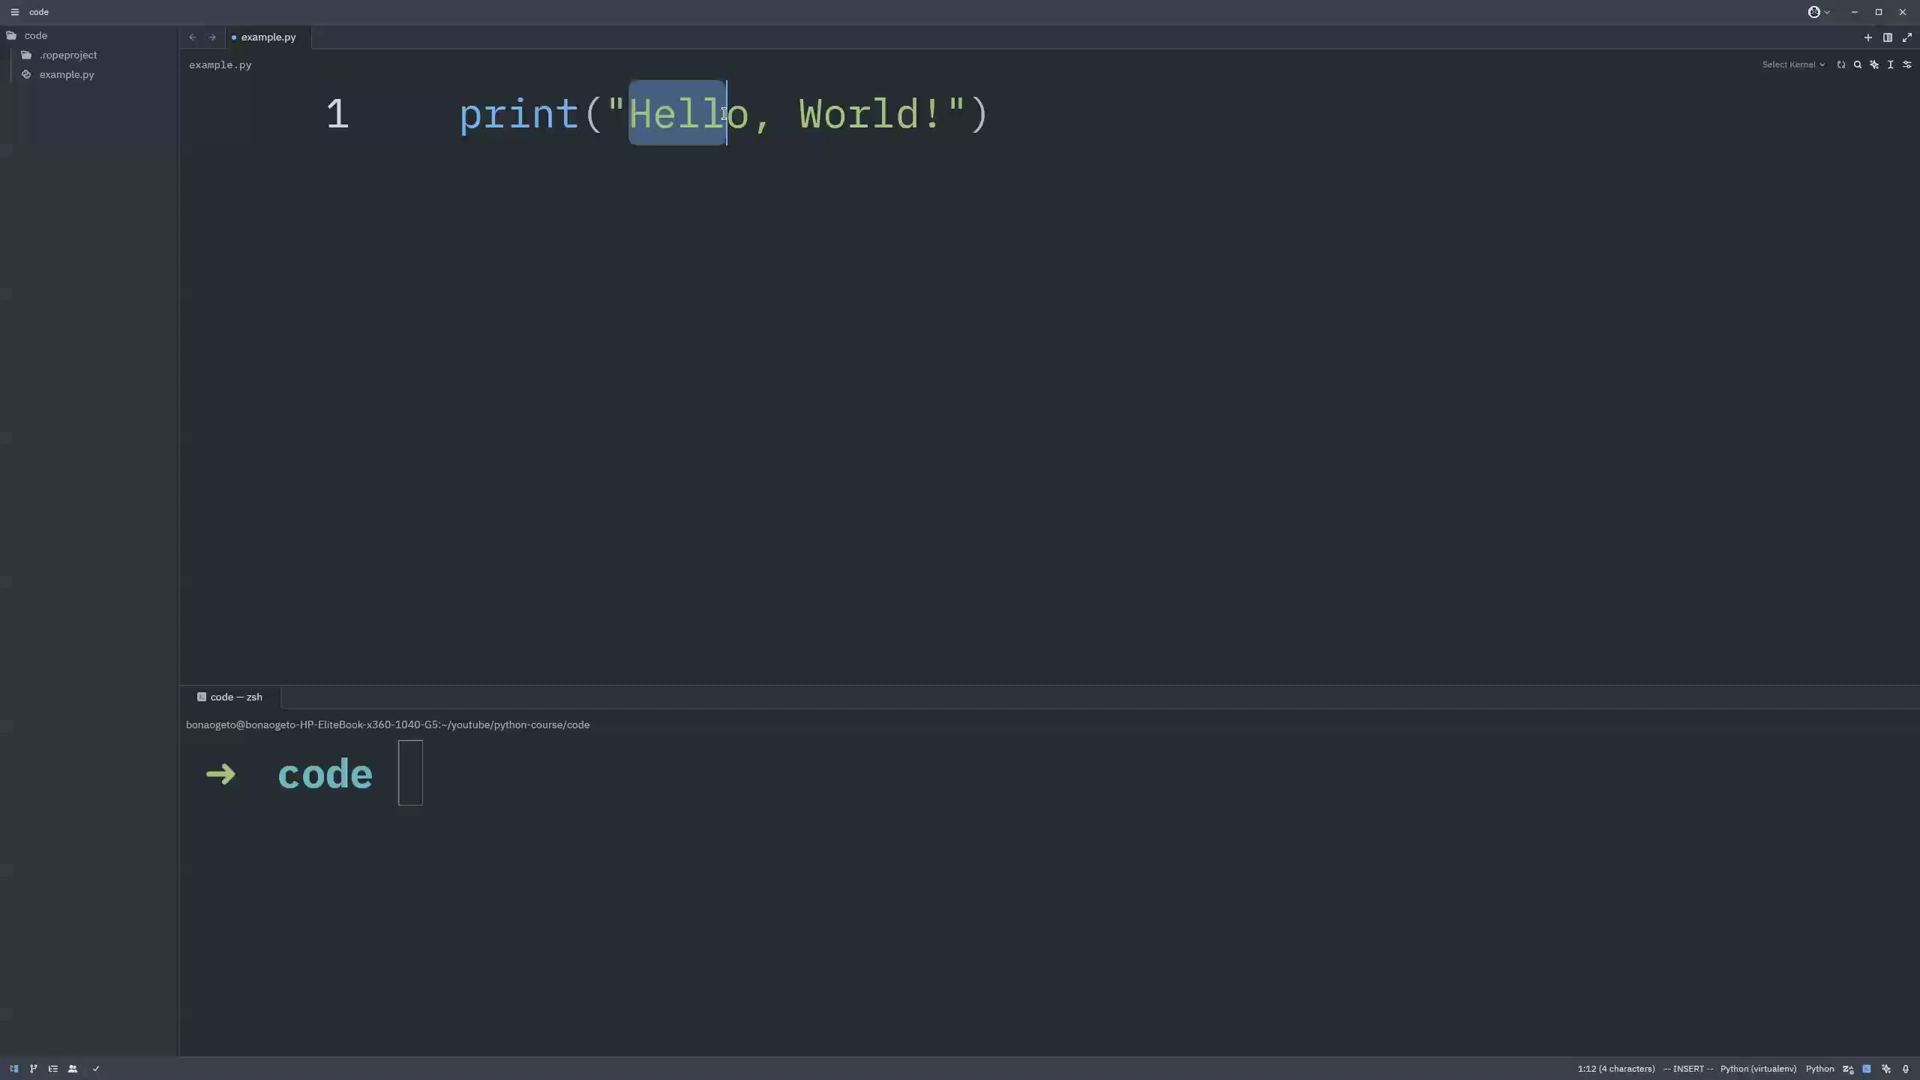 code
code
.ropeproject
example.py
example.py
example.py
Select Kernel
1 print("Hello, World!")
code — zsh
bonaogeto@bonaogeto-HP-EliteBook-x360-1040-G5:~/youtube/python-course/code
➜ code
1:12 (4 characters) -- INSERT -- Python (virtualenv) Python